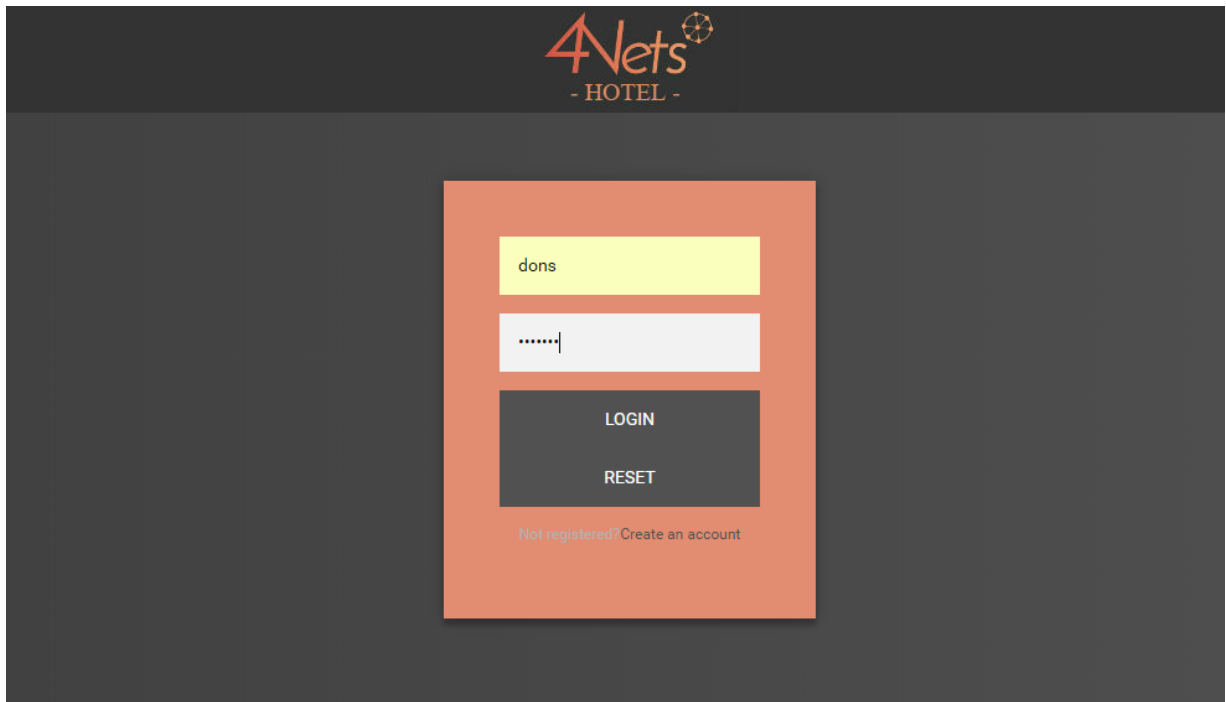 4Nets
- HOTEL -
dons
•••••••
LOGIN
RESET
Not registered?Create an account